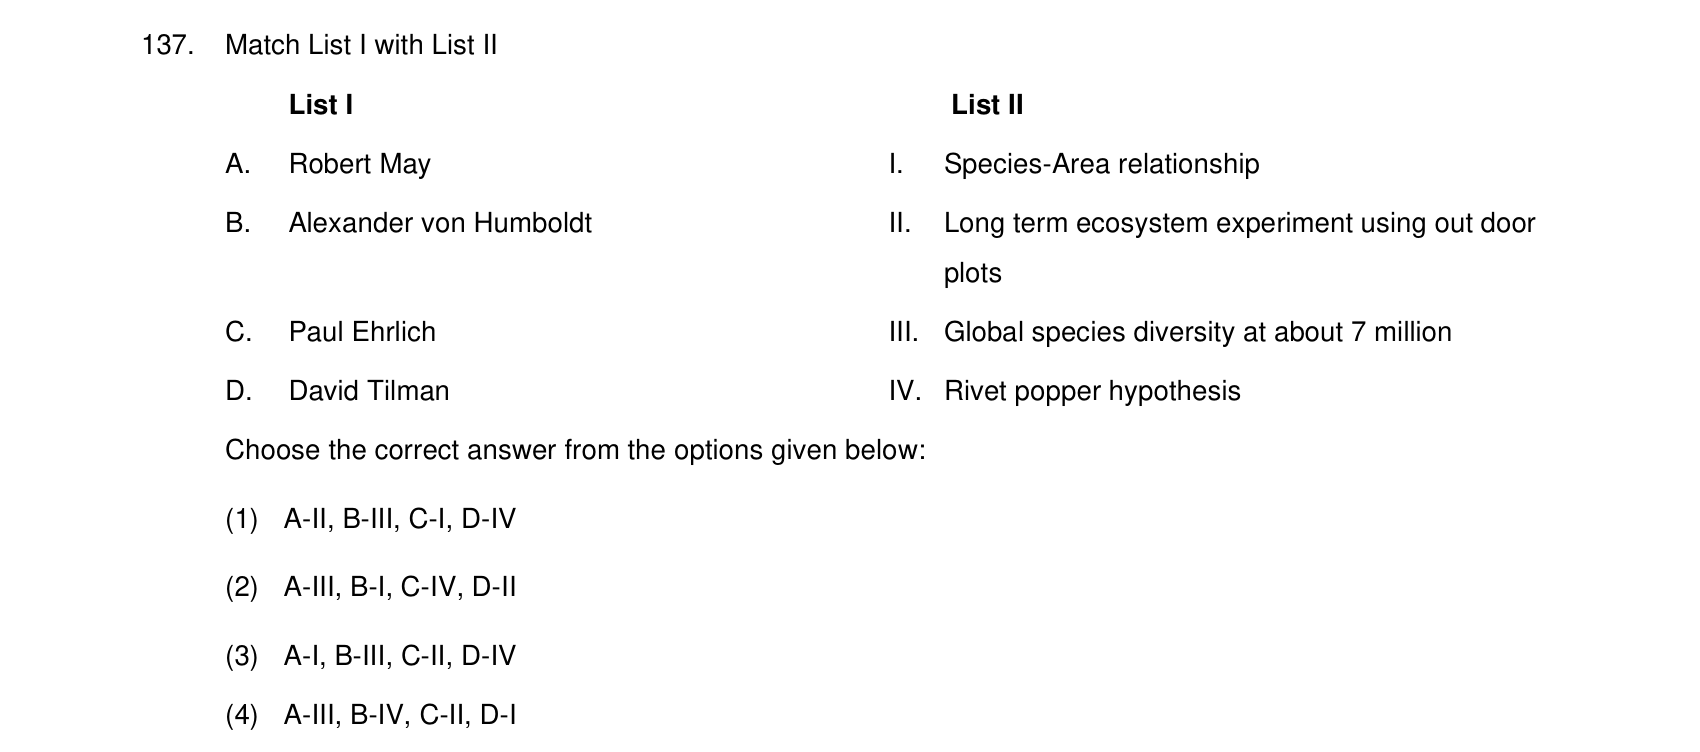 137. Match List I with List II
List I List II
A. Robert May I. Species-Area relationship
B. Alexander von Humboldt II. Long term ecosystem experiment using out door
plots
C. Paul Ehrlich III. Global species diversity at about 7 million
D. David Tilman IV. Rivet popper hypothesis
Choose the correct answer from the options given below:
(1) A-II, B-III, C-I, D-IV
(2) A-III, B-I, C-IV, D-II
(3) A-I, B-III, C-II, D-IV
(4) A-III, B-IV, C-II, D-I